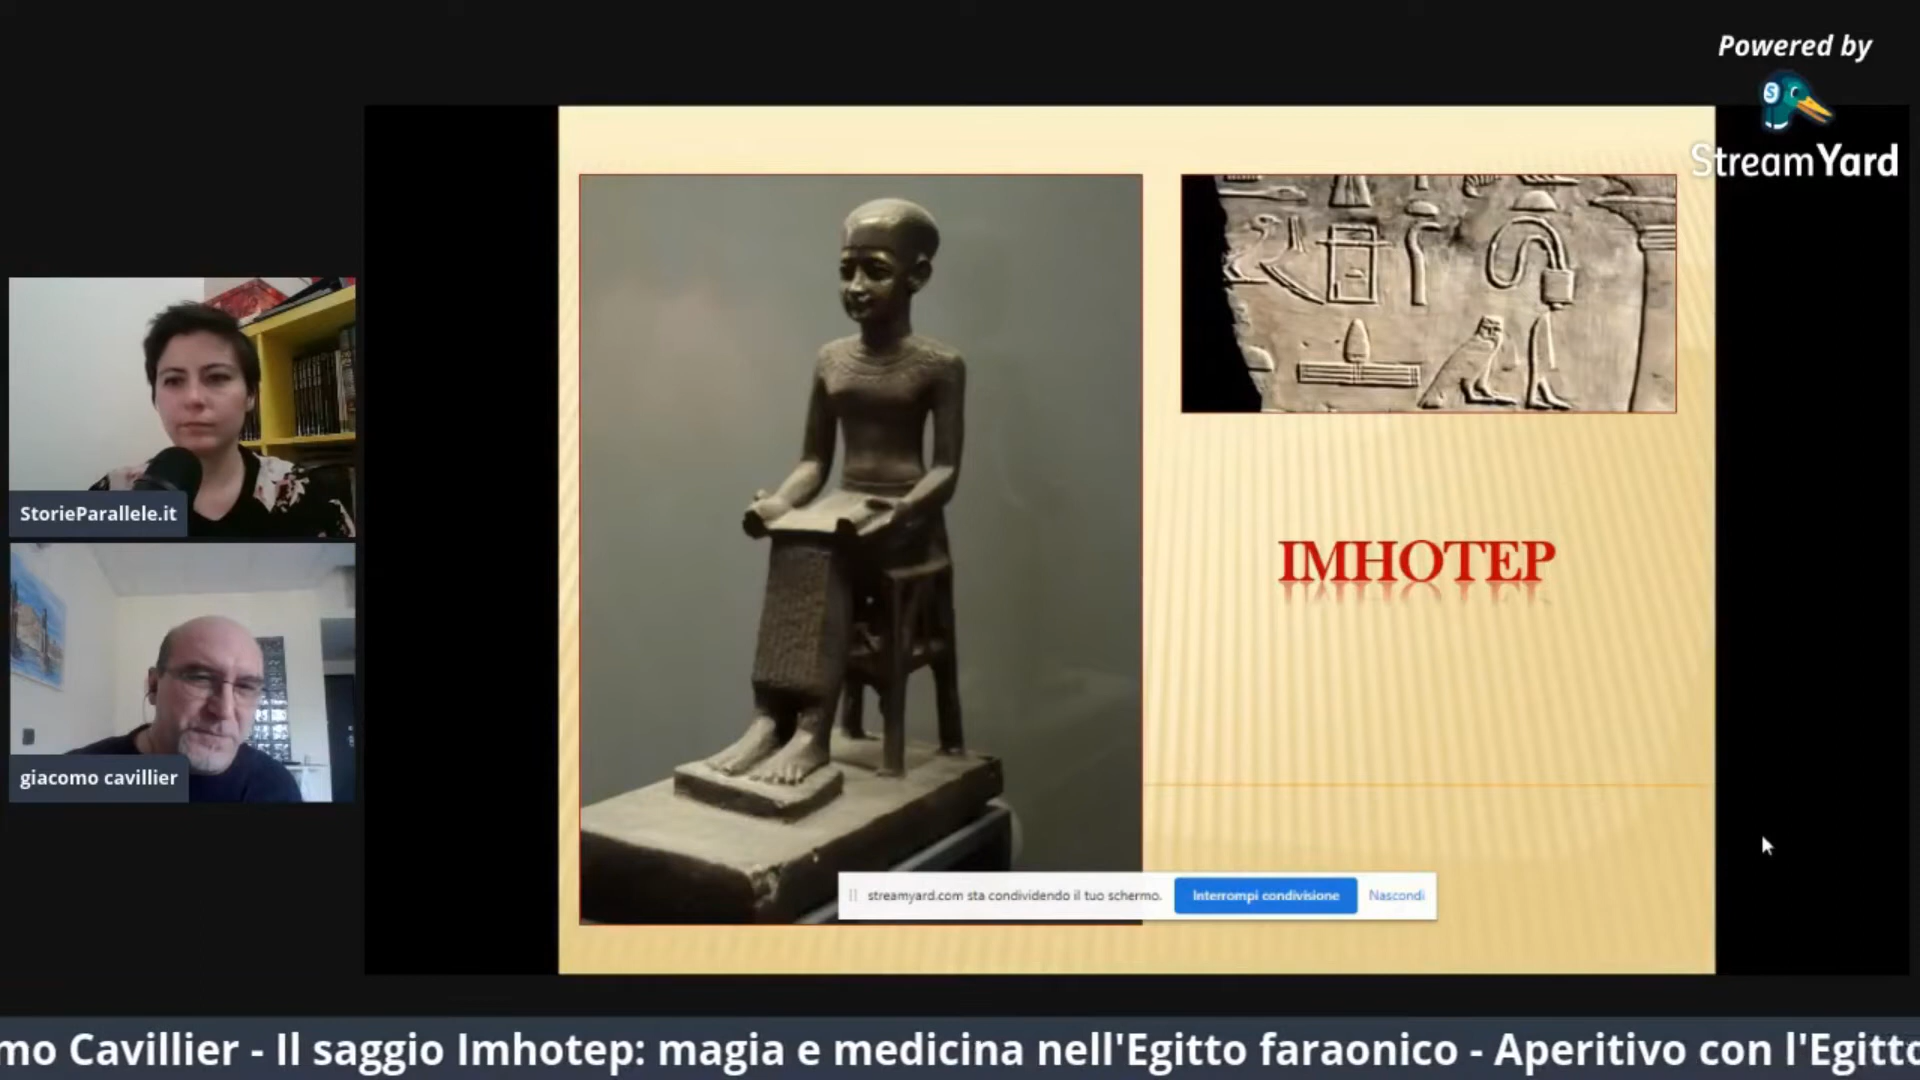 Powered by
StreamYard
StorieParallele.it
giacomo cavillier
IMHOTEP
streamyard.com sta condividendo il tuo schermo.
Interrompi condivisione
Nascondi
mo Cavillier - Il saggio Imhotep: magia e medicina nell'Egitto faraonico - Aperitivo con l'Egitto